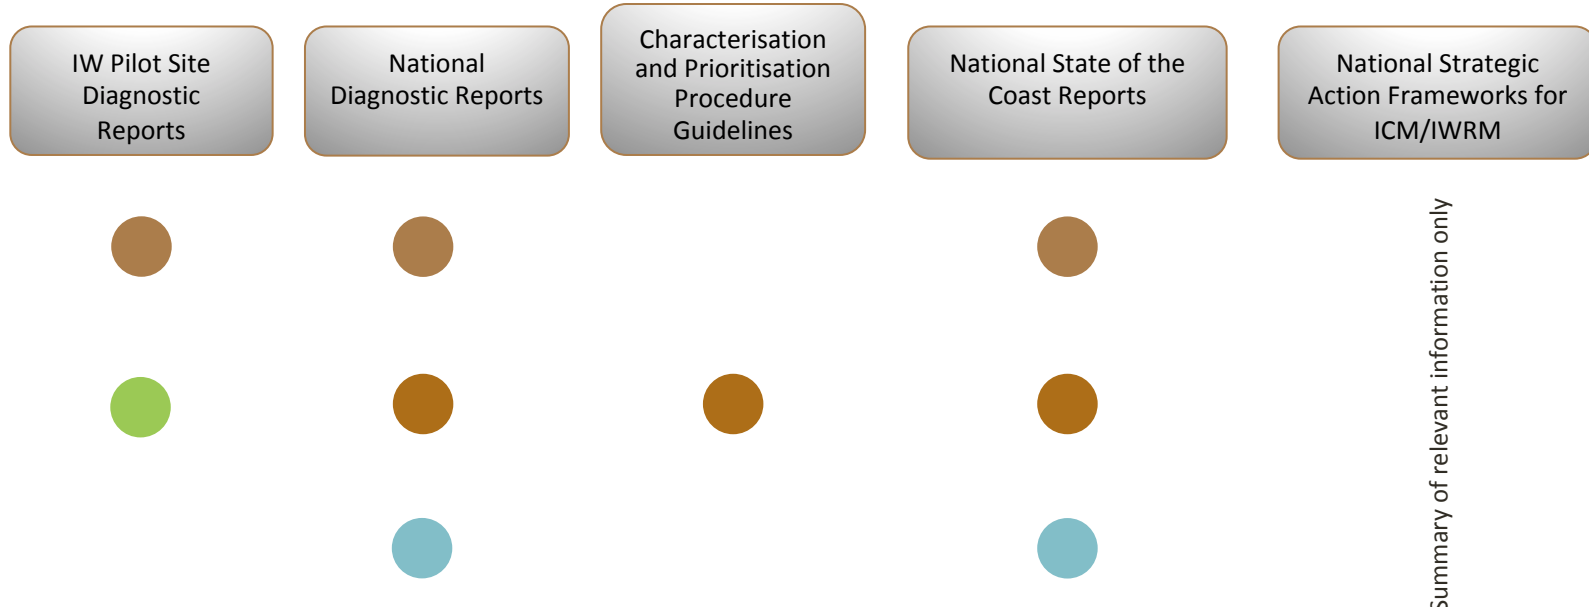 IW Pilot Site
Diagnostic
Reports
National
Diagnostic Reports
Characterisation
and Prioritisation
Procedure
Guidelines
National State of the
Coast Reports
National Strategic
Action Frameworks for
ICM/IWRM
Summary of relevant information only